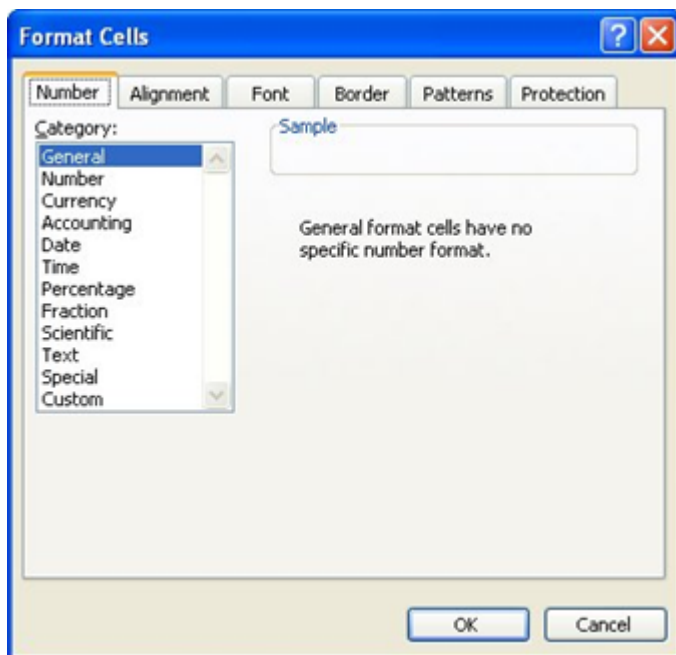 Format Cells
Number Alignment Font Border Patterns Protection
Category:
Sample
General
Number
Currency
Accounting
Date
Time
Percentage
Fraction
Scientific
Text
Special
Custom
General format cells have no
specific number format.
OK Cancel